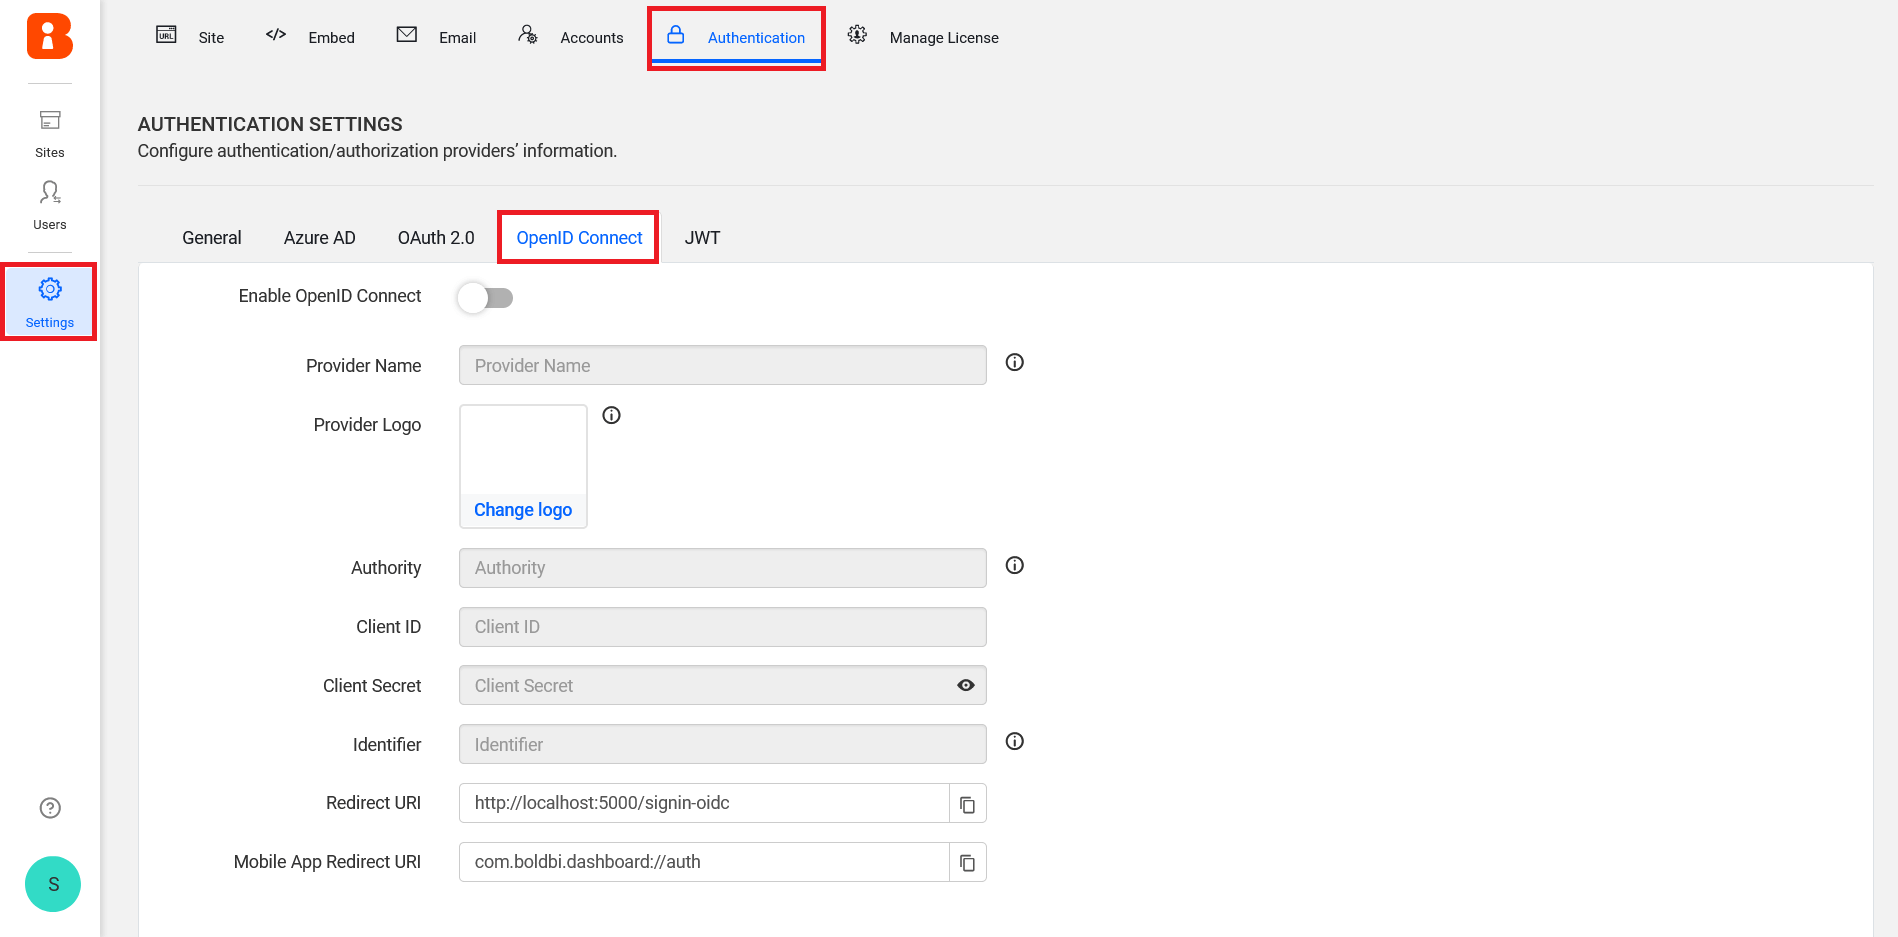 URL Site </> Embed Email Accounts Authentication Manage License
Sites
Users
Settings
S
AUTHENTICATION SETTINGS
Configure authentication/authorization providers' information.
General Azure AD OAuth 2.0 OpenID Connect JWT
Enable OpenID Connect
Provider Name Provider Name
Provider Logo
Change logo
Authority Authority
Client ID Client ID
Client Secret Client Secret
Identifier Identifier
Redirect URI http://localhost:5000/signin-oidc
Mobile App Redirect URI com.boldbi.dashboard://auth